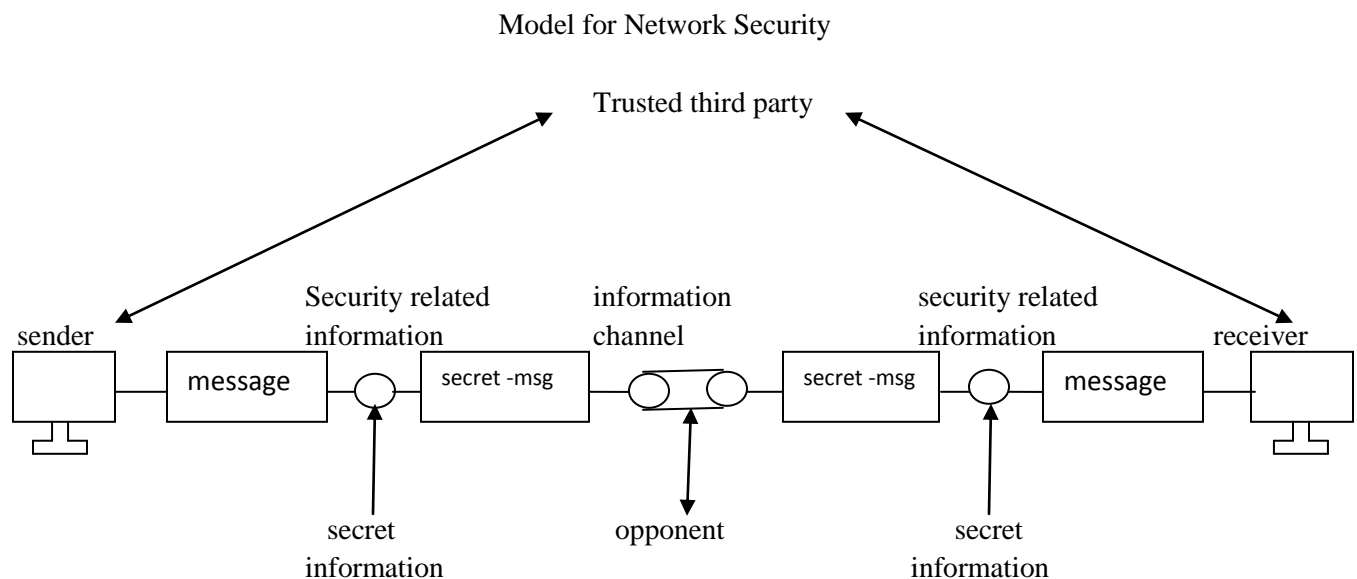 Model for Network Security
Trusted third party
Security related
information
information
channel
security related
information
sender
receiver
message
secret -msg
secret -msg
message
secret
information
opponent
secret
information